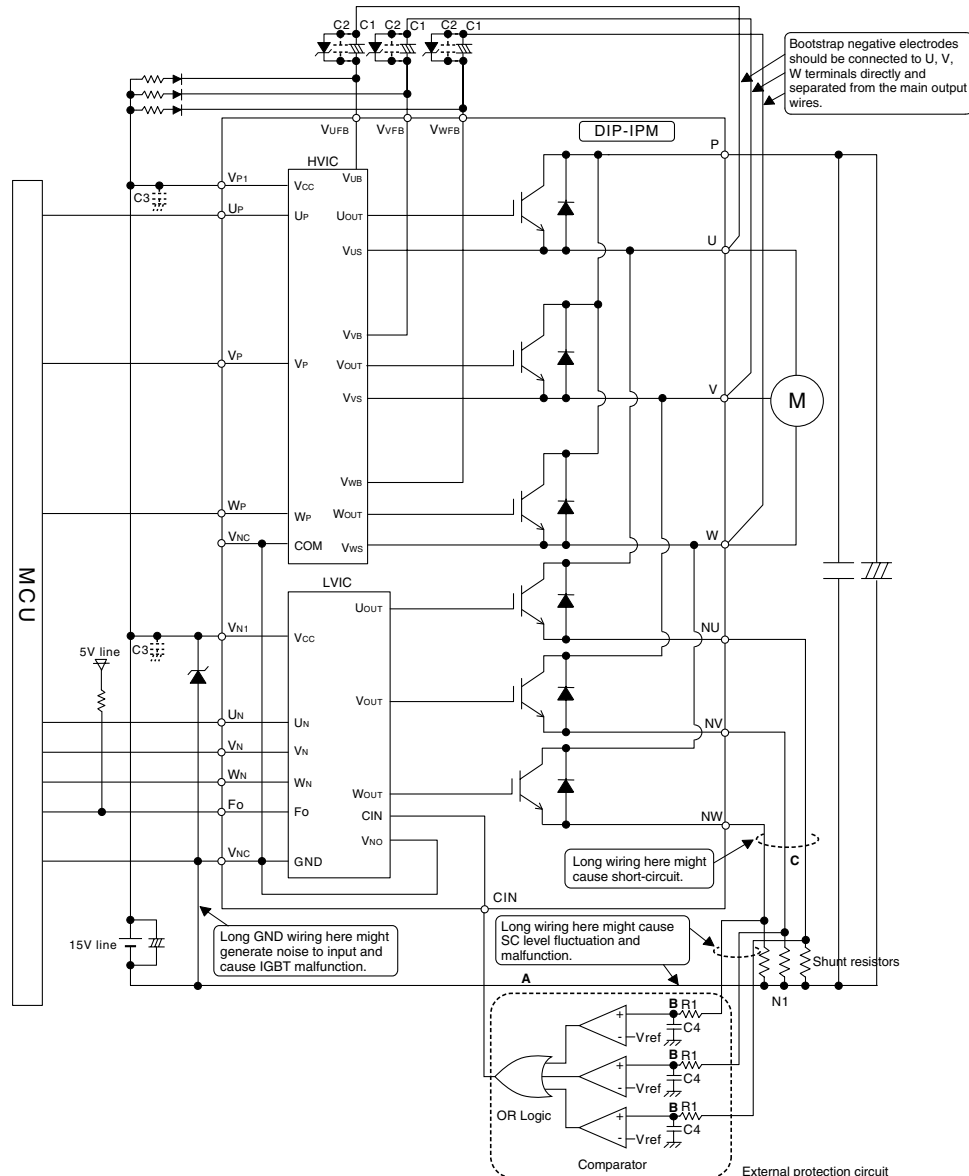 C2 C1 C2 C1 C2 C1
Bootstrap negative electrodes
should be connected to U, V,
W terminals directly and
separated from the main output
wires.
VUFB VVFB VWFB
DIP-IPM
P
HVIC
VP1
VCC
VUB
C3
UP
UP
UOUT
U
VUS
VVB
VP
VP
VOUT
V
VVS
M
VWB
WP
WP
WOUT
VNC
COM
VWS
W
LVIC
MCU
UOUT
VN1
VCC
NU
5V line
C3
VOUT
UN
UN
NV
VN
VN
WN
WN
WOUT
FO
FO
CIN
NW
VNO
VNC
GND
C
Long wiring here might
cause short-circuit.
CIN
15V line
Long GND wiring here might
generate noise to input and
cause IGBT malfunction.
Long wiring here might cause
SC level fluctuation and
malfunction.
Shunt resistors
A
N1
B R1
+
-
Vref
C4
B R1
+
-
Vref
C4
B R1
+
-
Vref
C4
OR Logic
Comparator
External protection circuit